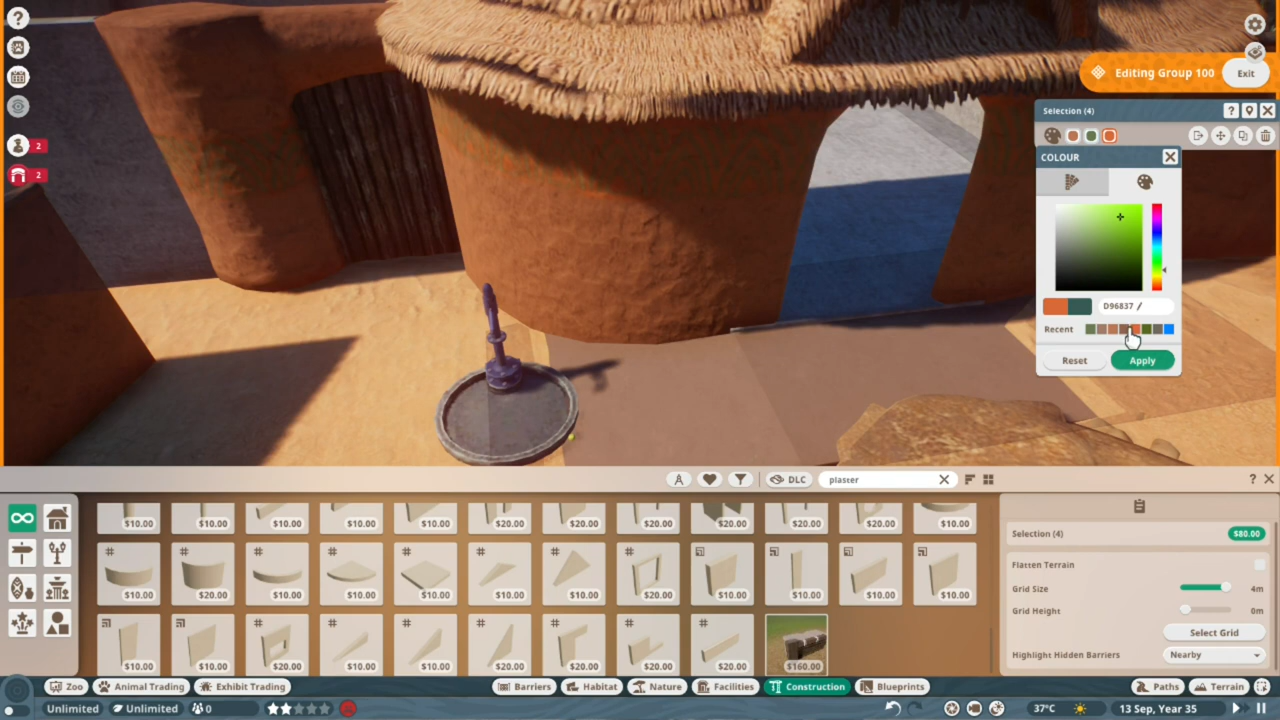 Editing Group 100
Exit
Selection (4)
?
2
COLOUR
2
D96837 /
Recent
Reset
Apply
DLC
plaster
?
$10.00 $10.00 $10.00 $10.00 $10.00 $20.00 $20.00 $20.00 $20.00 $20.00 $20.00 $10.00
$10.00 $20.00 $10.00 $10.00 $10.00 $10.00 $10.00 $20.00 $10.00 $10.00 $10.00 $10.00
$10.00 $10.00 $20.00 $10.00 $10.00 $10.00 $20.00 $20.00 $20.00 $160.00
Selection (4) $80.00
Flatten Terrain
Grid Size 4m
Grid Height 0m
Select Grid
Highlight Hidden Barriers Nearby
Zoo Animal Trading Exhibit Trading Barriers Habitat Nature Facilities Construction Blueprints Paths Terrain
Unlimited Unlimited 0 37°C 13 Sep, Year 35